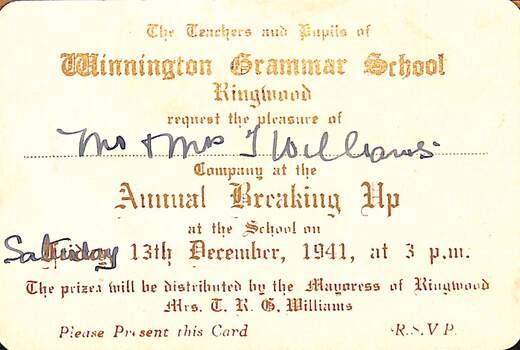 The Teachers and Pupils of
Winnington Grammar School
Ringwood
request the pleasure of
Mr & Mrs T Williams
Company at the
Annual Breaking Up
at the School on
Saturday 13th December, 1941, at 3 p.m.
The prizes will be distributed by the Mayoress of Ringwood
Mrs. T. R. G. Williams
Please Present this Card R.S.V.P.